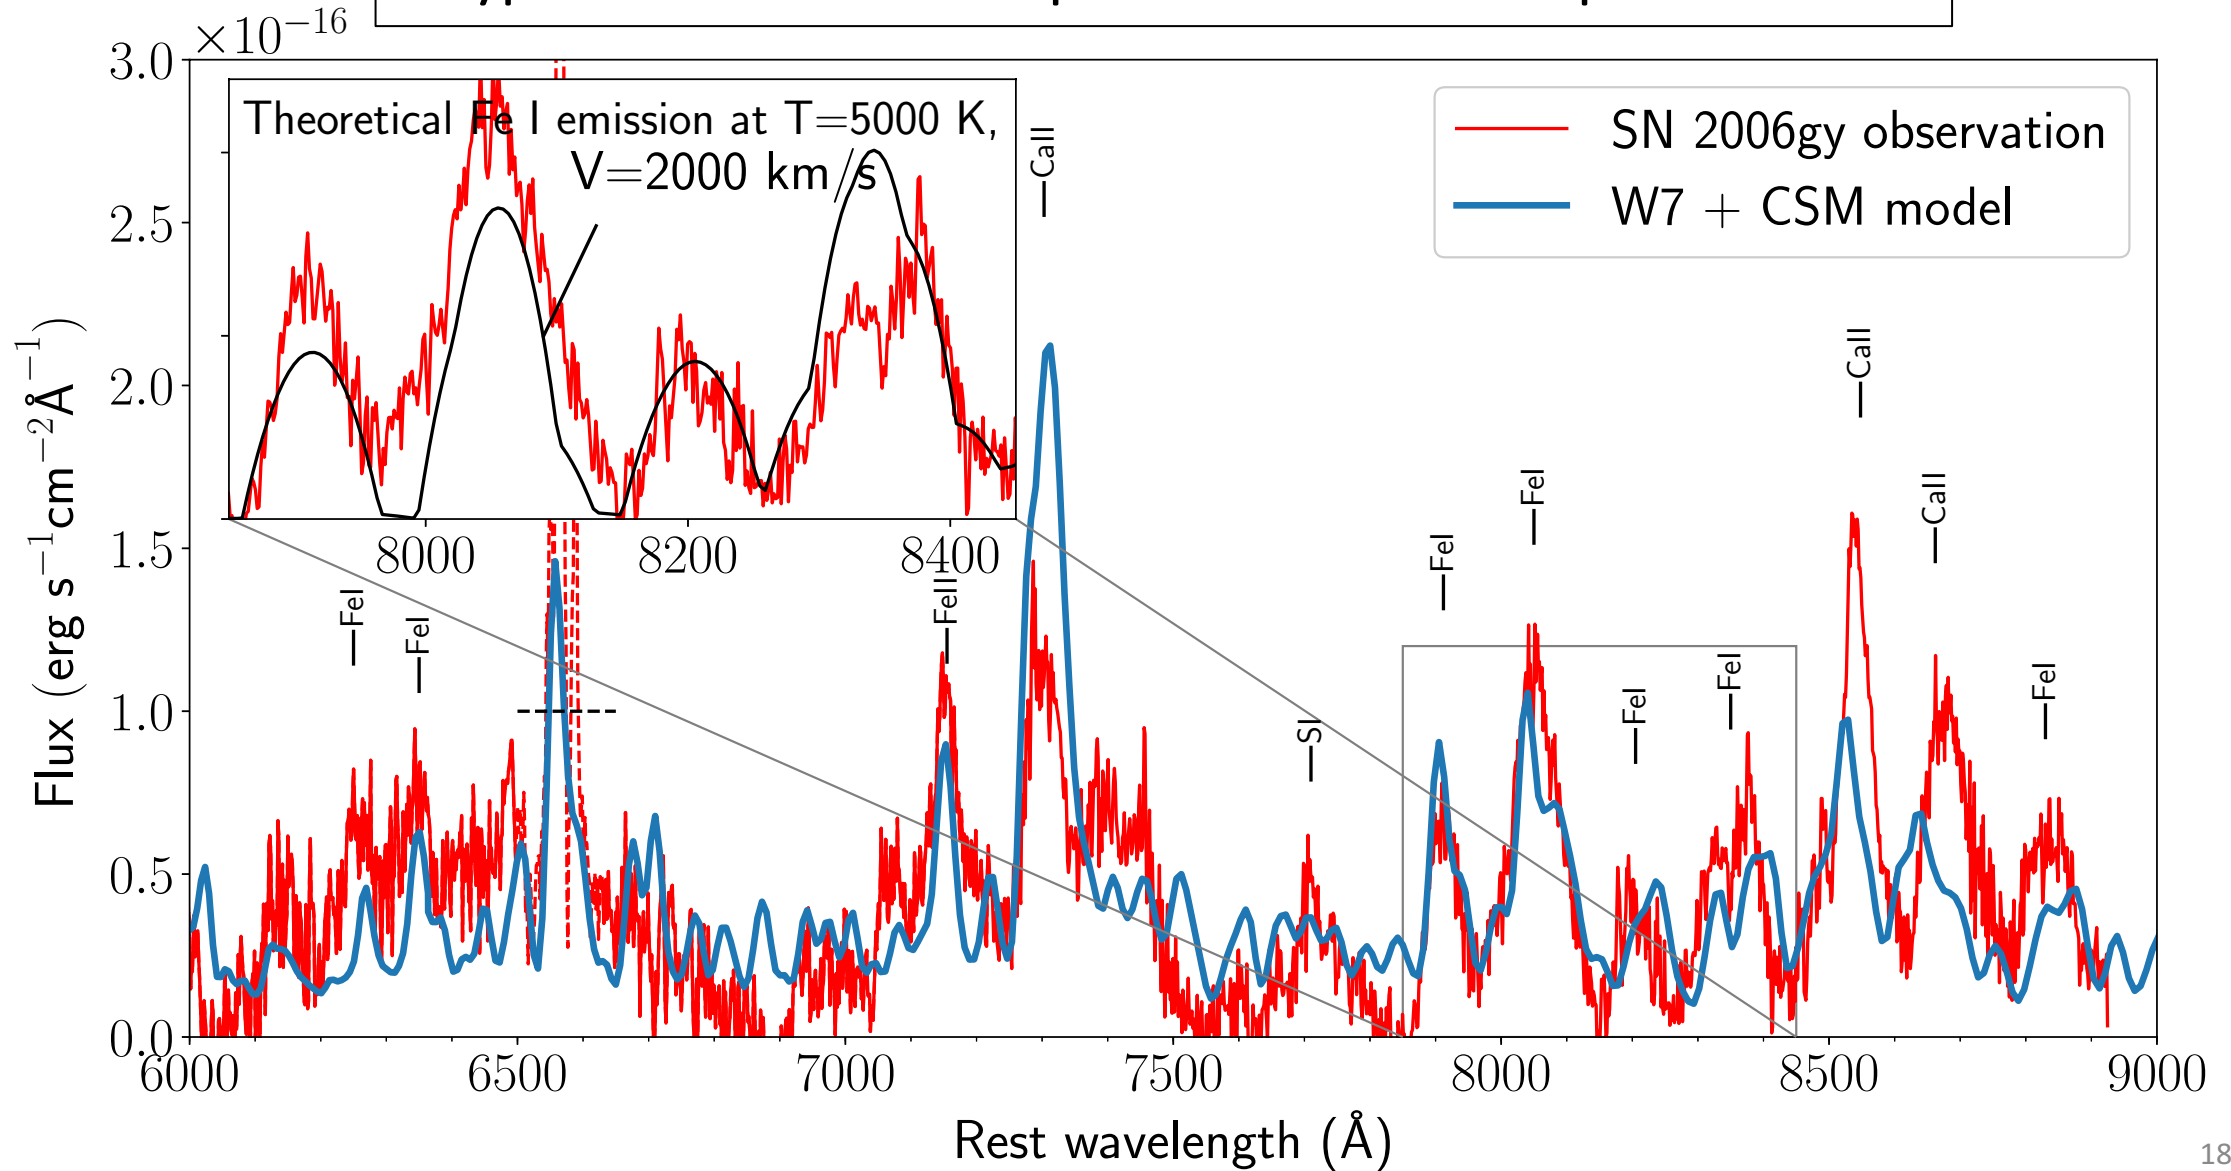 ×10⁻¹⁶
3.0
2.5
2.0
1.5
1.0
0.5
0.0
Flux (erg s⁻¹cm⁻²Å⁻¹)
Theoretical Fe I emission at T=5000 K,
V=2000 km/s
8000 8200 8400
SN 2006gy observation
W7 + CSM model
FeI
FeI
FeII
CaII
SI
FeI
FeI
FeI
FeI
CaII
CaII
FeI
6000 6500 7000 7500 8000 8500 9000
Rest wavelength (Å)
18